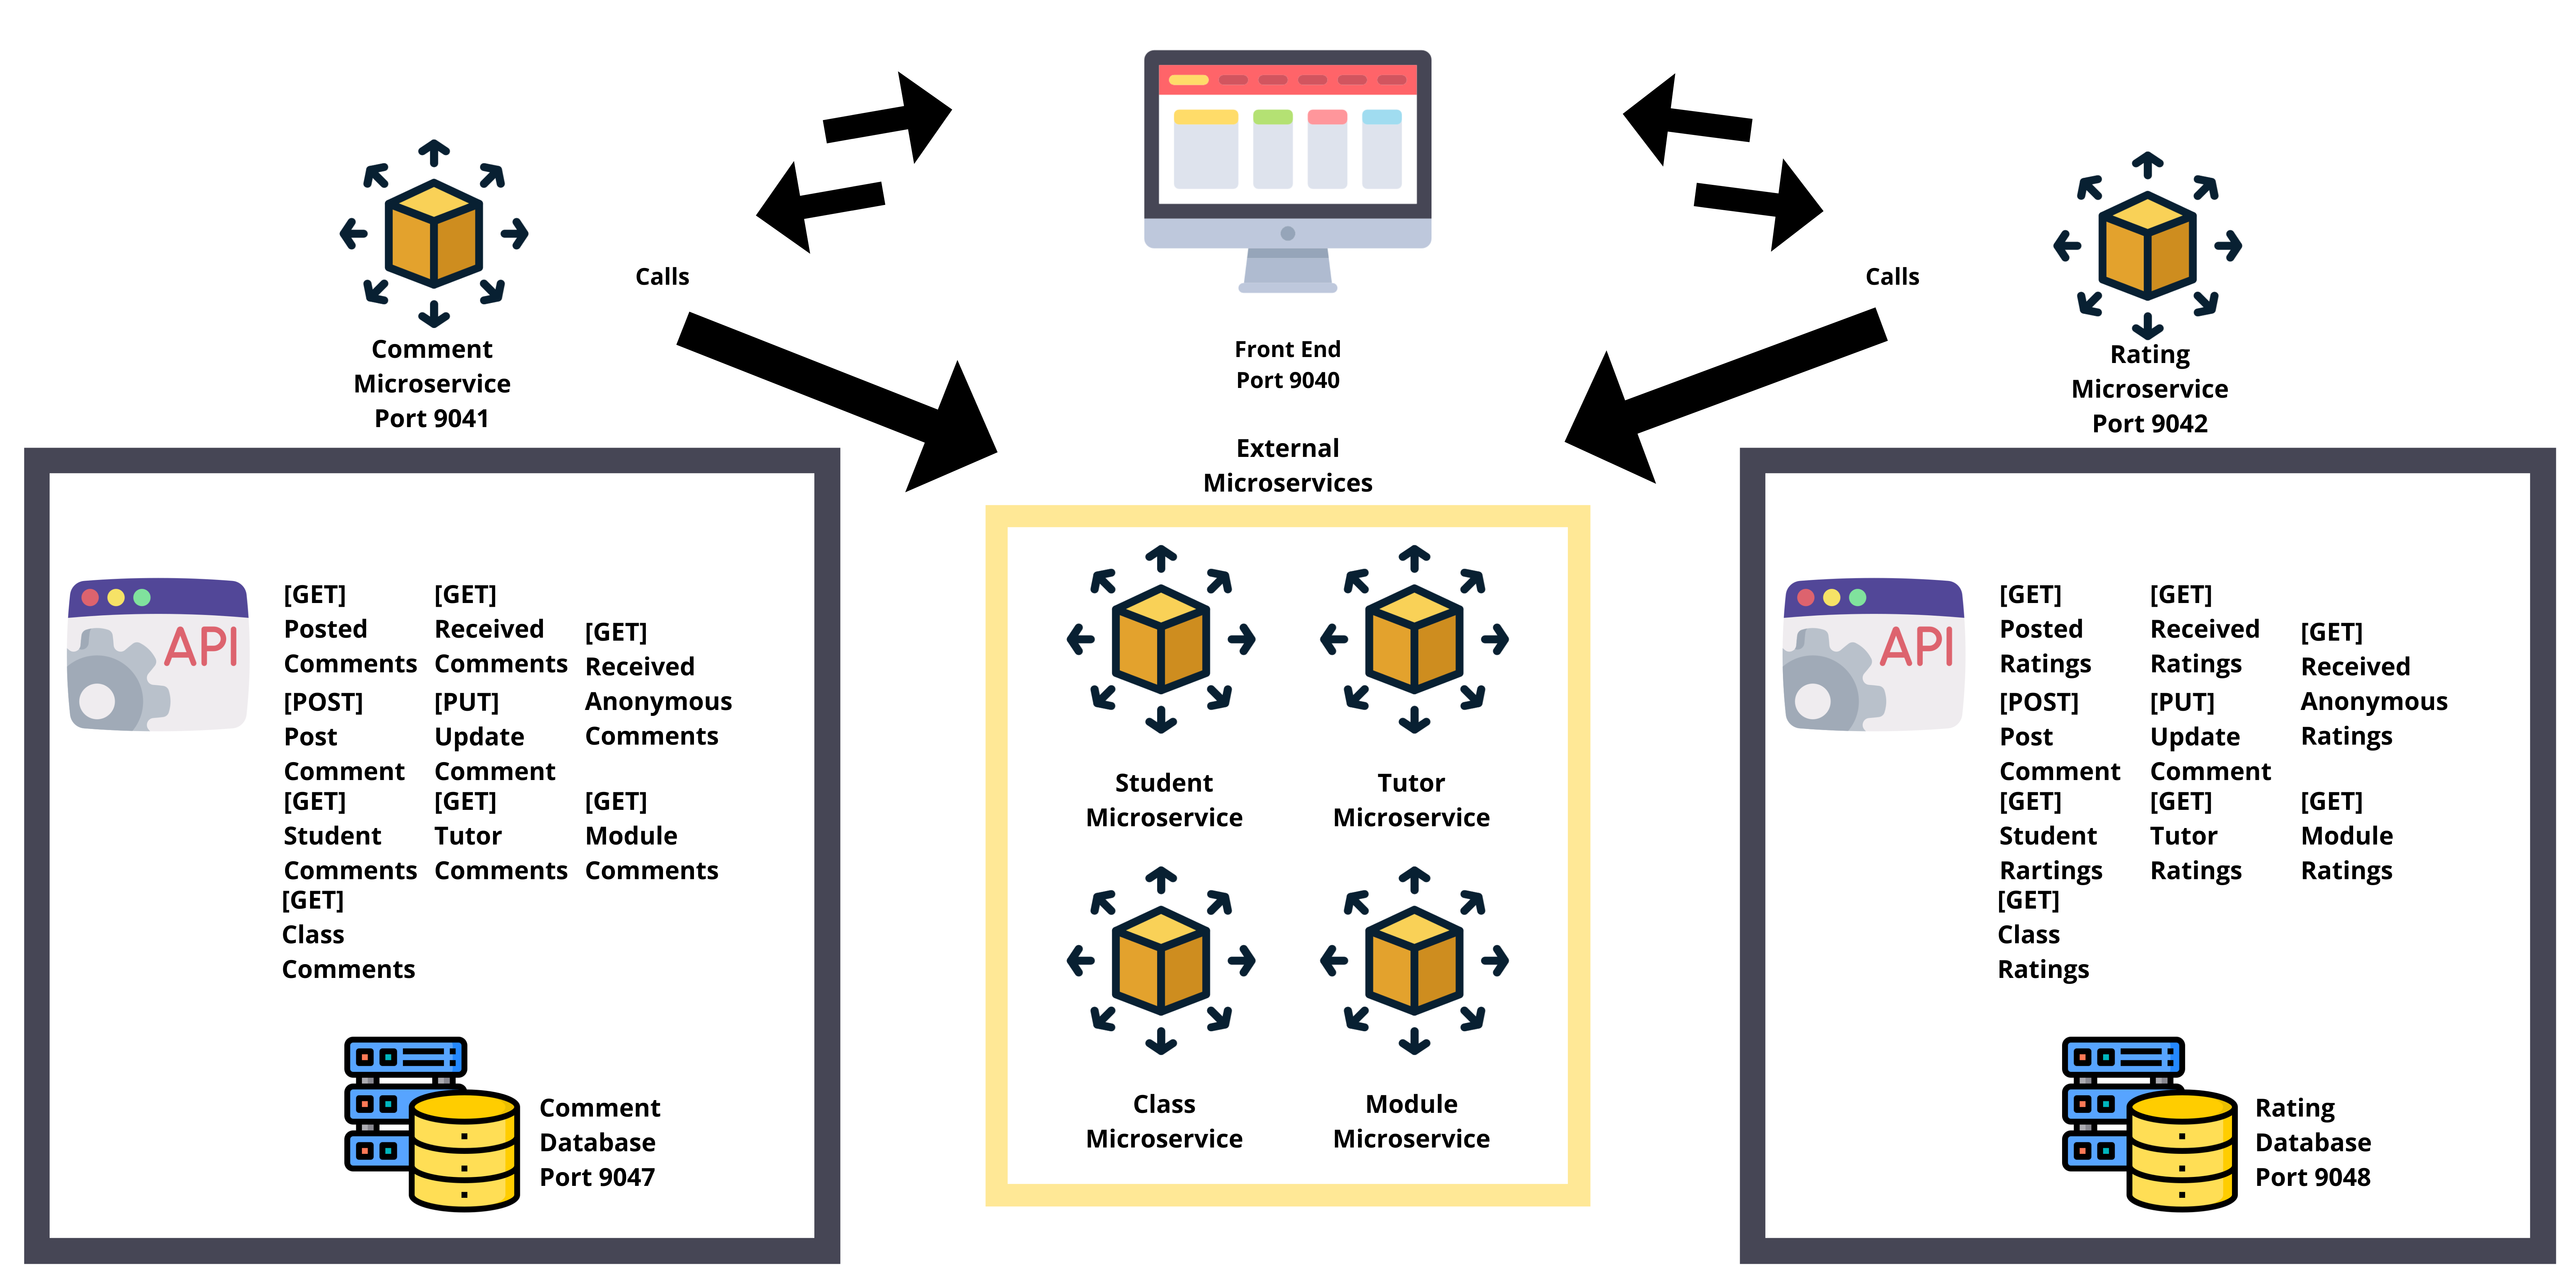 Calls
Calls
Comment
Microservice
Port 9041
Front End
Port 9040
Rating
Microservice
Port 9042
External
Microservices
API
[GET]
Posted
Comments
[GET]
Received
Comments
[GET]
Received
Anonymous
Comments
[POST]
Post
Comment
[PUT]
Update
Comment
[GET]
Student
Comments
[GET]
Tutor
Comments
[GET]
Module
Comments
[GET]
Class
Comments
Comment
Database
Port 9047
Student
Microservice
Tutor
Microservice
Class
Microservice
Module
Microservice
API
[GET]
Posted
Ratings
[GET]
Received
Ratings
[GET]
Received
Anonymous
Ratings
[POST]
Post
Comment
[PUT]
Update
Comment
[GET]
Student
Rartings
[GET]
Tutor
Ratings
[GET]
Module
Ratings
[GET]
Class
Ratings
Rating
Database
Port 9048